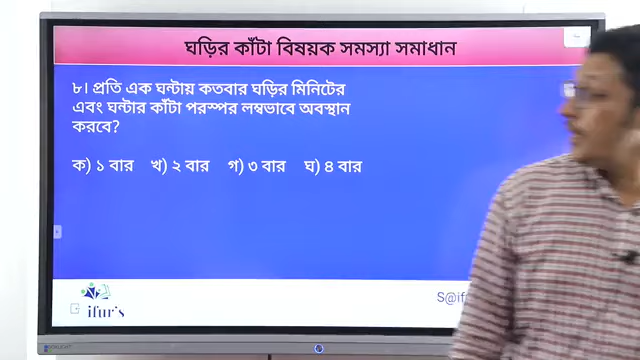 ঘড়ির কাঁটা বিষয়ক সমস্যা সমাধান
৮। প্রতি এক ঘন্টায় কতবার ঘড়ির মিনিটের
এবং ঘন্টার কাঁটা পরস্পর লম্বভাবে অবস্থান
করবে?
ক) ১ বার খ) ২ বার গ) ৩ বার ঘ) ৪ বার
ifur's